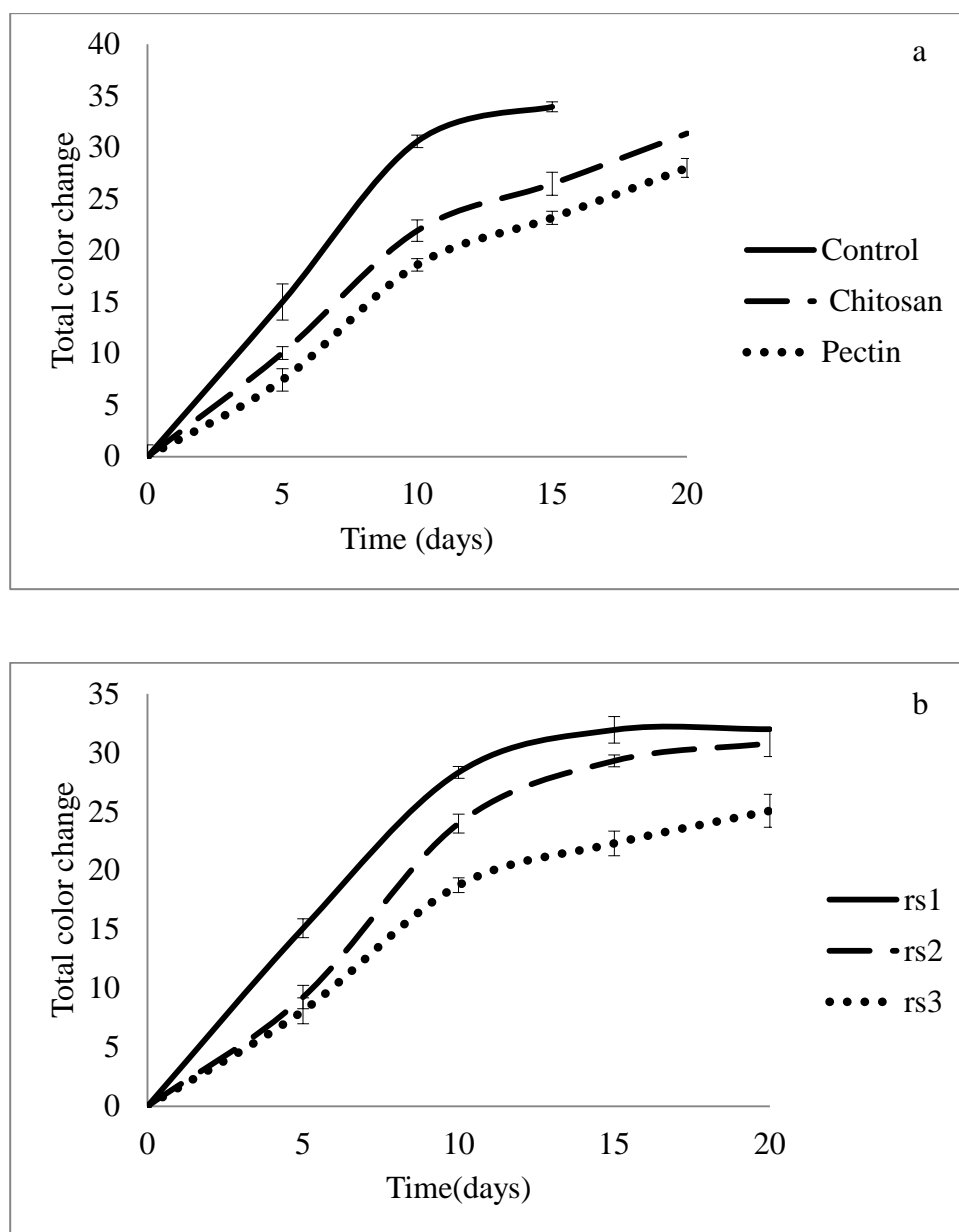 a
40
35
30
25
20
15
10
5
0
Total color change
0 5 10 15 20
Time (days)
Control
Chitosan
Pectin
b
35
30
25
20
15
10
5
0
Total color change
0 5 10 15 20
Time(days)
rs1
rs2
rs3